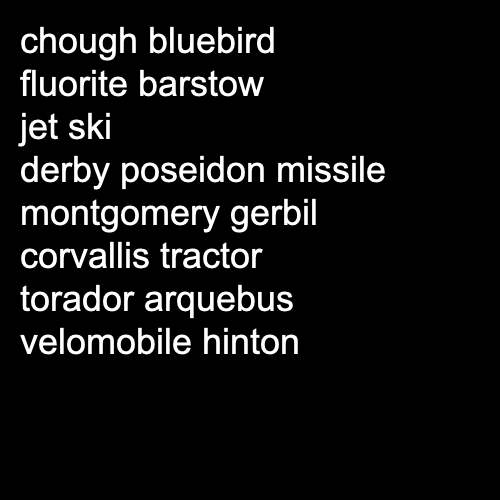 chough bluebird
fluorite barstow
jet ski
derby poseidon missile
montgomery gerbil
corvallis tractor
torador arquebus
velomobile hinton